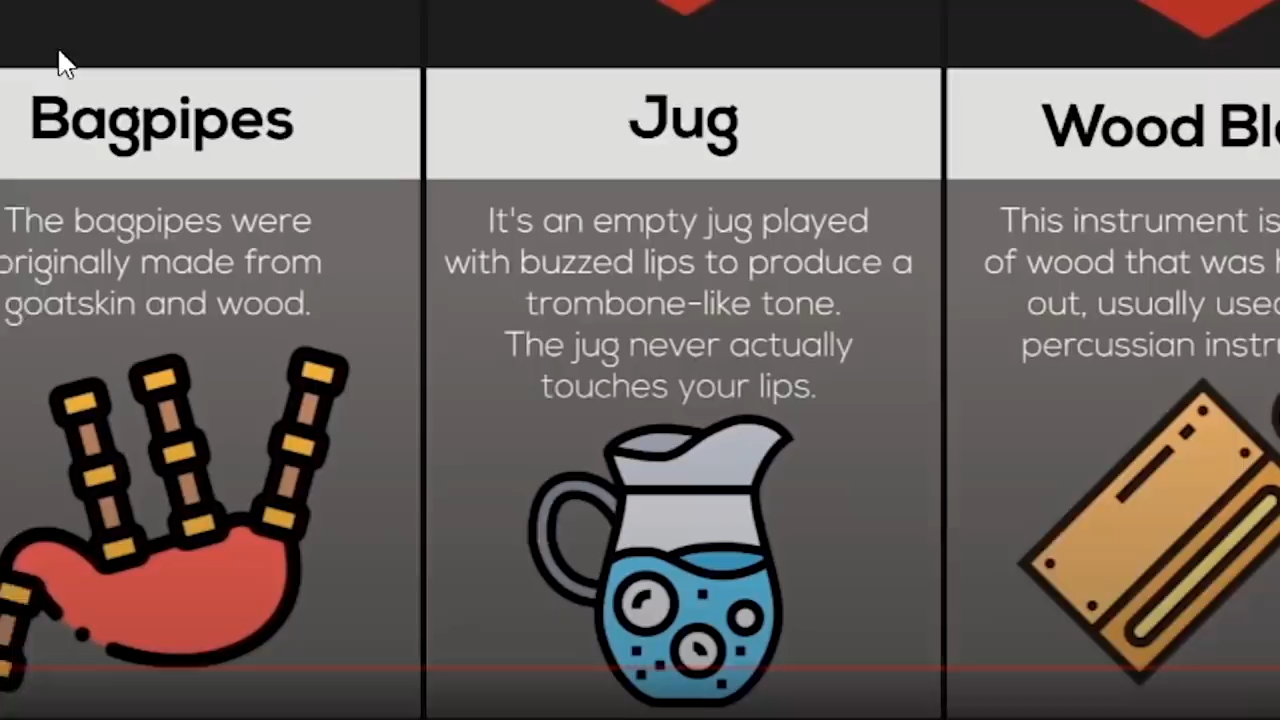 Bagpipes
The bagpipes were
originally made from
goatskin and wood.
Jug
It's an empty jug played
with buzzed lips to produce a
trombone-like tone.
The jug never actually
touches your lips.
Wood
This instrument is
of wood that was
out, usually used
percussian